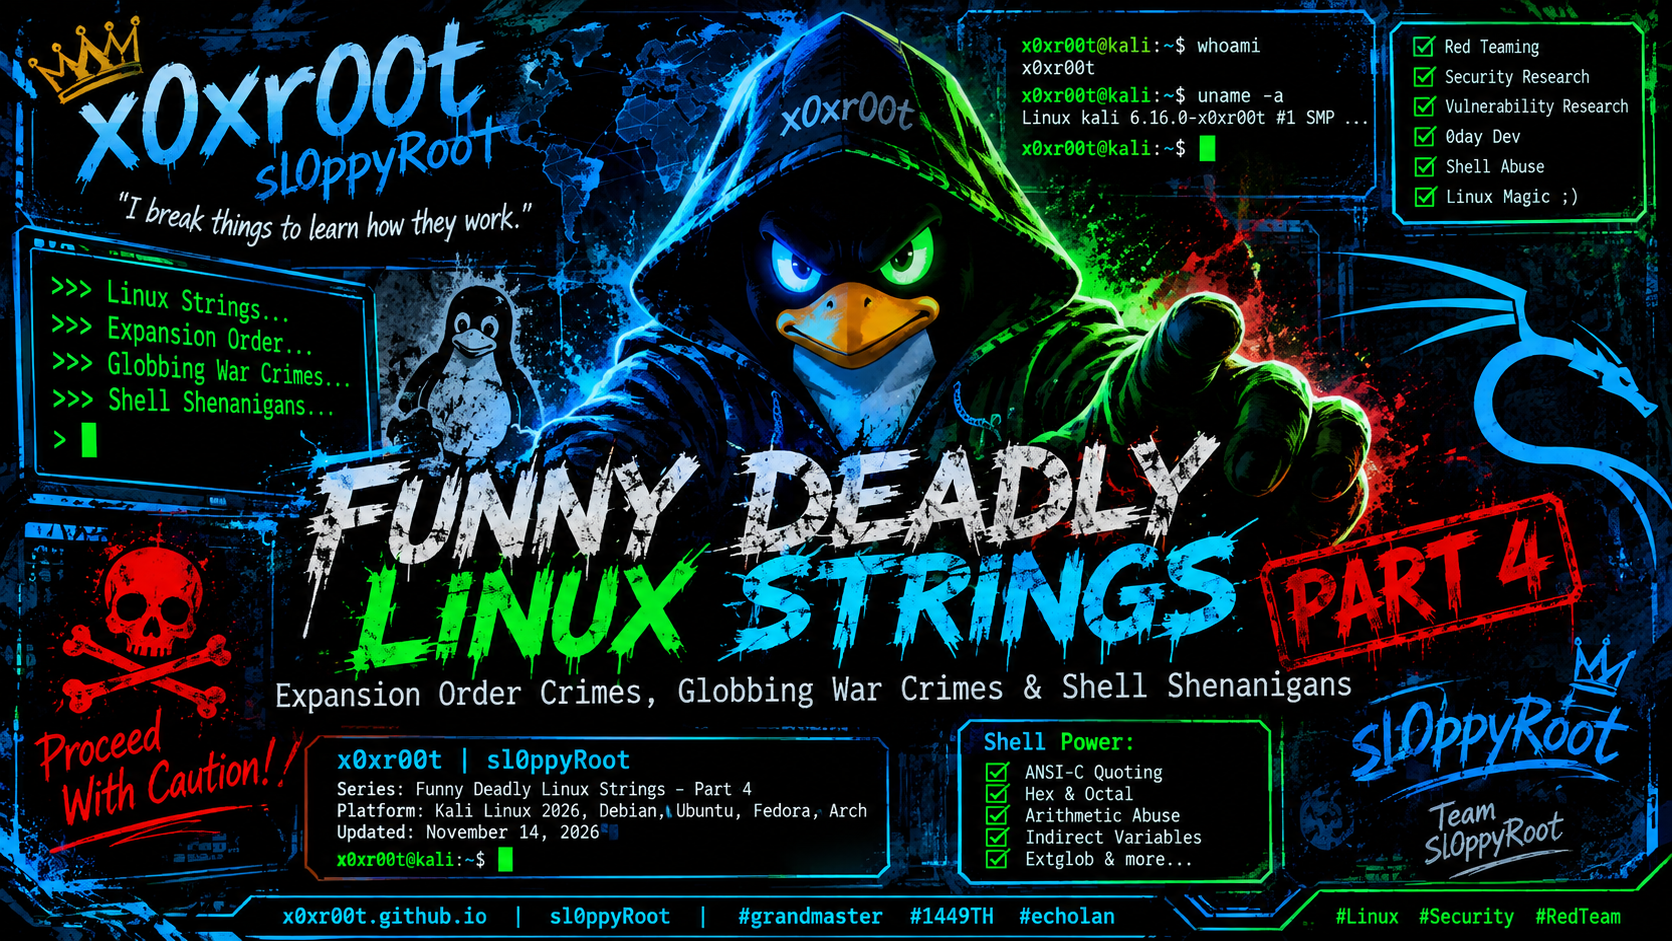 x0xr00t
sl0ppyRoot
"I break things to learn how they work."
>>> Linux Strings...
>>> Expansion Order...
>>> Globbing War Crimes...
>>> Shell Shenanigans...
>
x0xr00t
x0xr00t@kali:~$ whoami
x0xr00t
x0xr00t@kali:~$ uname -a
Linux kali 6.16.0-x0xr00t #1 SMP ...
x0xr00t@kali:~$
Red Teaming
Security Research
Vulnerability Research
0day Dev
Shell Abuse
Linux Magic ;)
FUNNY DEADLY
LINUX STRINGS
PART 4
Expansion Order Crimes, Globbing War Crimes & Shell Shenanigans
Proceed
With Caution!
x0xr00t | sl0ppyRoot
Series: Funny Deadly Linux Strings - Part 4
Platform: Kali Linux 2026, Debian, Ubuntu, Fedora, Arch
Updated: November 14, 2026
x0xr00t@kali:~$
Shell Power:
ANSI-C Quoting
Hex & Octal
Arithmetic Abuse
Indirect Variables
Extglob & more...
sl0ppyRoot
Team
Sl0ppyRoot
x0xr00t.github.io | sl0ppyRoot | #grandmaster #1449TH #echolan
#Linux #Security #RedTeam